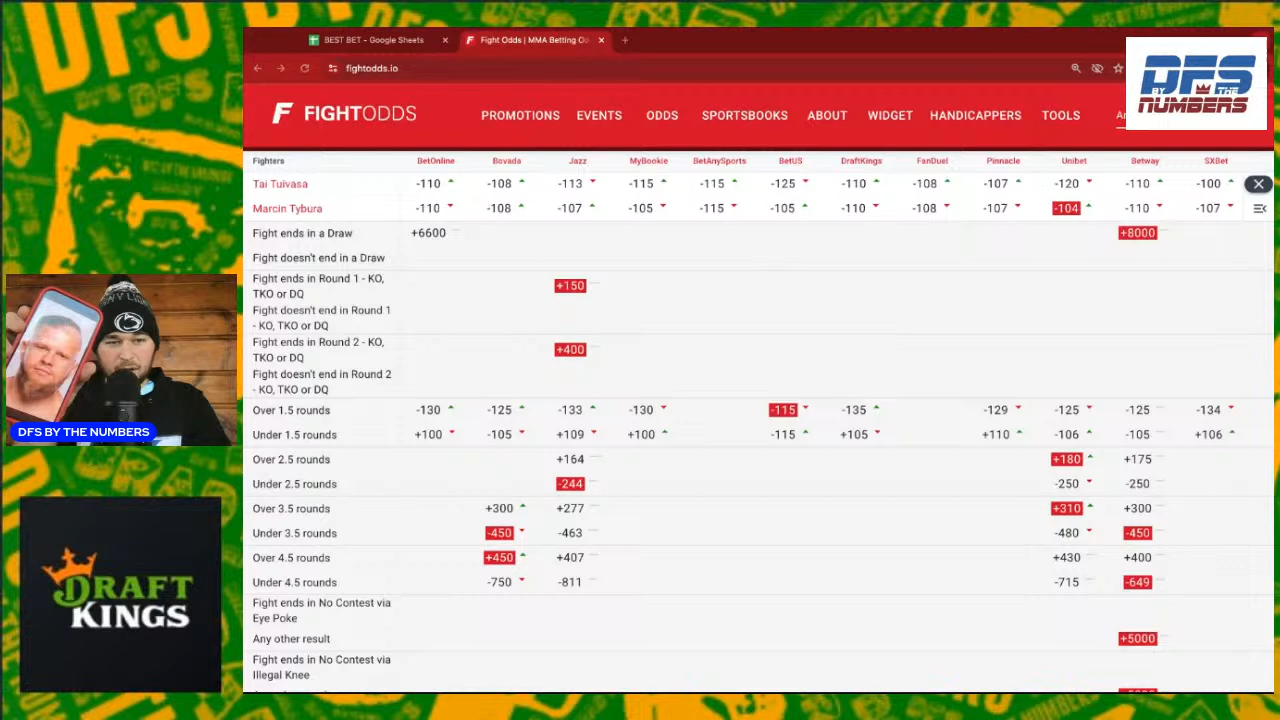 BEST BET - Google Sheets
Fight Odds | MMA Betting Od
fightodds.io
DFS
BY THE
NUMBERS
F FIGHTODDS
PROMOTIONS EVENTS ODDS SPORTSBOOKS ABOUT WIDGET HANDICAPPERS TOOLS
Fighters BetOnline Bovada Jazz MyBookie BetAnySports BetUS DraftKings FanDuel Pinnacle Unibet Betway SXBet
Tai Tuivasa -110 -108 -113 -115 -115 -125 -110 -108 -107 -120 -110 -100
Marcin Tybura -110 -108 -107 -105 -115 -105 -110 -108 -107 -104 -110 -107
Fight ends in a Draw +6600 +8000
Fight doesn't end in a Draw
Fight ends in Round 1 - KO,
TKO or DQ +150
Fight doesn't end in Round 1
- KO, TKO or DQ
Fight ends in Round 2 - KO,
TKO or DQ +400
Fight doesn't end in Round 2
- KO, TKO or DQ
Over 1.5 rounds -130 -125 -133 -130 -115 -135 -129 -125 -125 -134
Under 1.5 rounds +100 -105 +109 +100 -115 +105 +110 -106 -105 +106
Over 2.5 rounds +164 +180 +175
Under 2.5 rounds -244 -250 -250
Over 3.5 rounds +300 +277 +310 +300
Under 3.5 rounds -450 -463 -480 -450
Over 4.5 rounds +450 +407 +430 +400
Under 4.5 rounds -750 -811 -715 -649
Fight ends in No Contest via
Eye Poke
Any other result +5000
Fight ends in No Contest via
Illegal Knee
DFS BY THE NUMBERS
DRAFT
KINGS